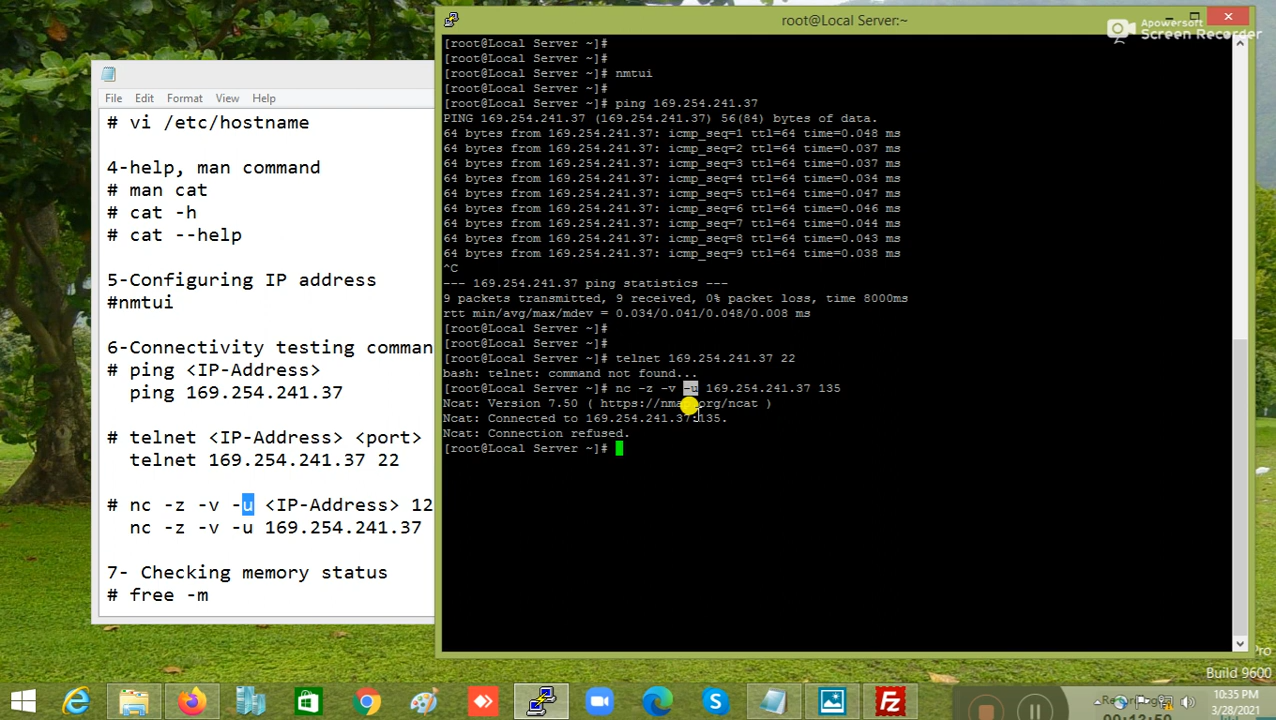 root@Local Server:~
Apowersoft
Screen Recorder
[root@Local Server ~]#
[root@Local Server ~]#
[root@Local Server ~]# nmtui
[root@Local Server ~]#
[root@Local Server ~]# ping 169.254.241.37
PING 169.254.241.37 (169.254.241.37) 56(84) bytes of data.
64 bytes from 169.254.241.37: icmp_seq=1 ttl=64 time=0.048 ms
64 bytes from 169.254.241.37: icmp_seq=2 ttl=64 time=0.037 ms
64 bytes from 169.254.241.37: icmp_seq=3 ttl=64 time=0.037 ms
64 bytes from 169.254.241.37: icmp_seq=4 ttl=64 time=0.034 ms
64 bytes from 169.254.241.37: icmp_seq=5 ttl=64 time=0.047 ms
64 bytes from 169.254.241.37: icmp_seq=6 ttl=64 time=0.046 ms
64 bytes from 169.254.241.37: icmp_seq=7 ttl=64 time=0.044 ms
64 bytes from 169.254.241.37: icmp_seq=8 ttl=64 time=0.043 ms
64 bytes from 169.254.241.37: icmp_seq=9 ttl=64 time=0.038 ms
^C
--- 169.254.241.37 ping statistics ---
9 packets transmitted, 9 received, 0% packet loss, time 8000ms
rtt min/avg/max/mdev = 0.034/0.041/0.048/0.008 ms
[root@Local Server ~]#
[root@Local Server ~]#
[root@Local Server ~]# telnet 169.254.241.37 22
bash: telnet: command not found...
[root@Local Server ~]# nc -z -v -u 169.254.241.37 135
Ncat: Version 7.50 ( https://nmap.org/ncat )
Ncat: Connected to 169.254.241.37:135.
Ncat: Connection refused.
[root@Local Server ~]#
File Edit Format View Help
# vi /etc/hostname
4-help, man command
# man cat
# cat -h
# cat --help
5-Configuring IP address
#nmtui
6-Connectivity testing comman
# ping <IP-Address>
ping 169.254.241.37
# telnet <IP-Address> <port>
telnet 169.254.241.37 22
# nc -z -v -u <IP-Address> 12
nc -z -v -u 169.254.241.37
7- Checking memory status
# free -m
Pro
Build 9600
10:35 PM
3/28/2021